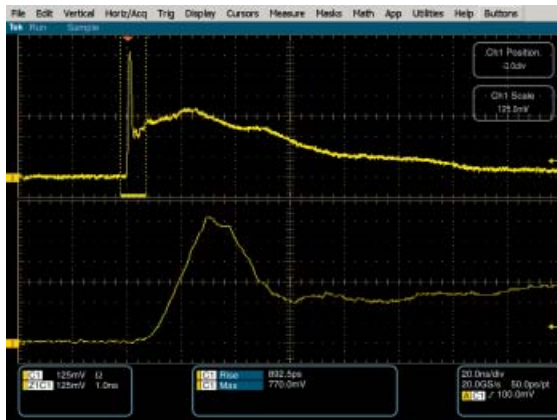 File Edit Vertical Horiz/Acq Trig Display Cursors Measure Masks Math App Utilities Help Buttons
Tek Run Sample
Ch1 Position
-3.0div
Ch1 Scale
125.0mV
C1 125mV Ω
Z1C1 125mV 1.0ns
C1 Rise 892.5ps
C1 Max 770.0mV
20.0ns/div
20.0GS/s 50.0ps/pt
A C1 100.0mV